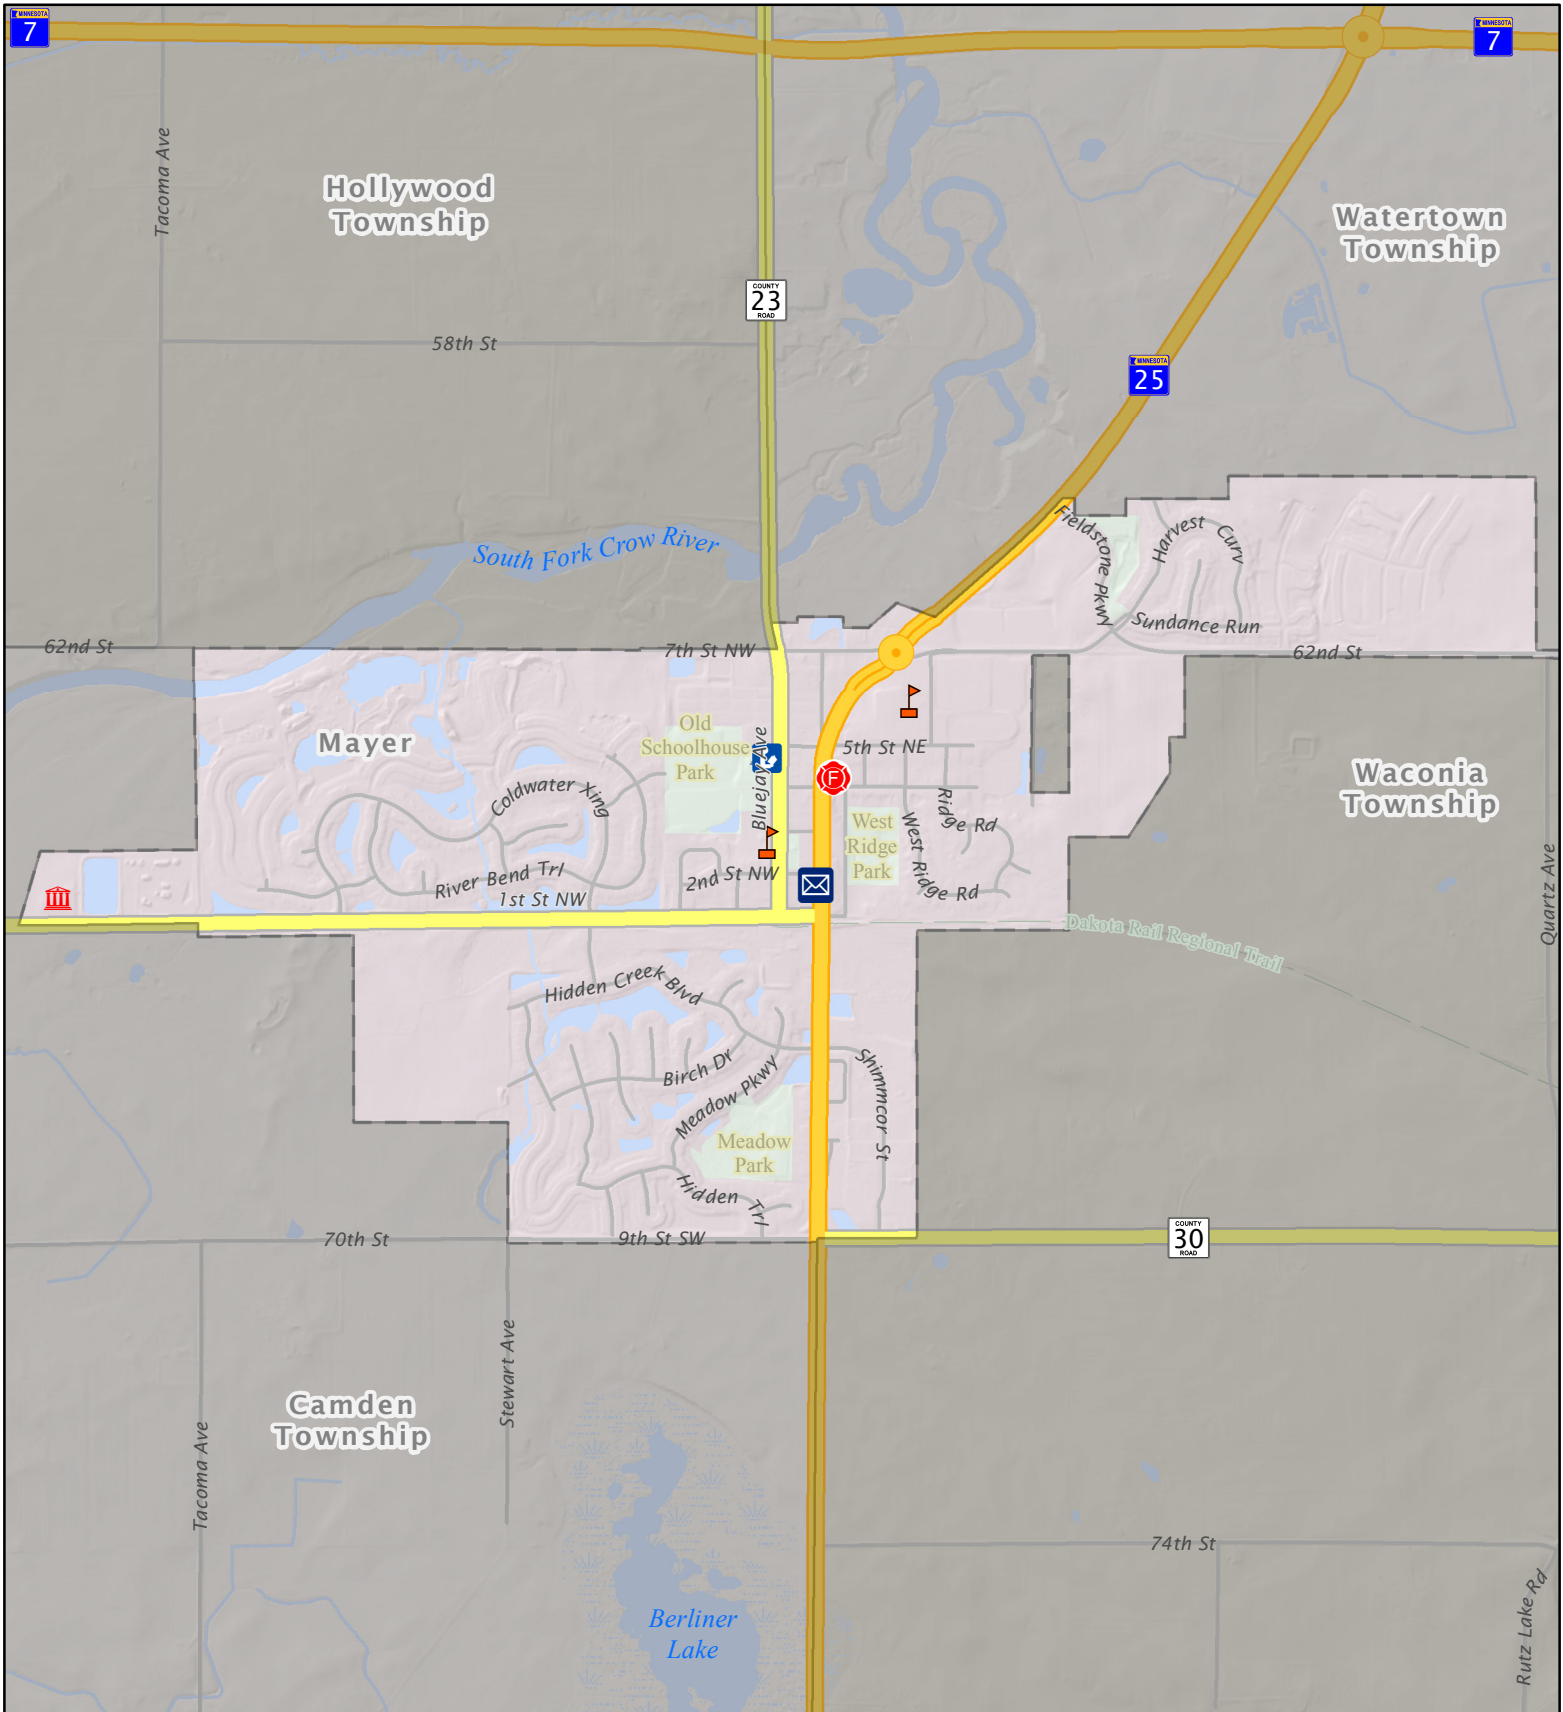 MINNESOTA
7
MINNESOTA
7
Tacoma Ave
Hollywood
Township
Watertown
Township
COUNTY
23
ROAD
58th St
MINNESOTA
25
South Fork Crow River
Fieldstone Pkwy
Harvest Curv
Sundance Run
62nd St
7th St NW
62nd St
Mayer
Old
Schoolhouse
Park
Bluejay Ave
5th St NE
F
Waconia
Township
Coldwater Xing
West
Ridge
Park
Ridge Rd
West Ridge Rd
River Bend Trl
2nd St NW
1st St NW
Quartz Ave
Dakota Rail Regional Trail
Hidden Creek Blvd
Birch Dr
Meadow Pkwy
Shimmcor St
Meadow
Park
Hidden Trl
70th St
9th St SW
COUNTY
30
ROAD
Stewart Ave
Camden
Township
Tacoma Ave
74th St
Rutz Lake Rd
Berliner
Lake